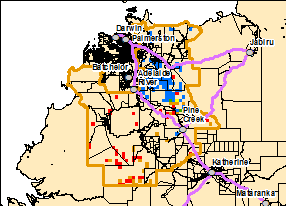 Darwin
Palmerston
Jabiru
Batchelor
Adelaide
River
Pine
Creek
Katherine
Mataranka